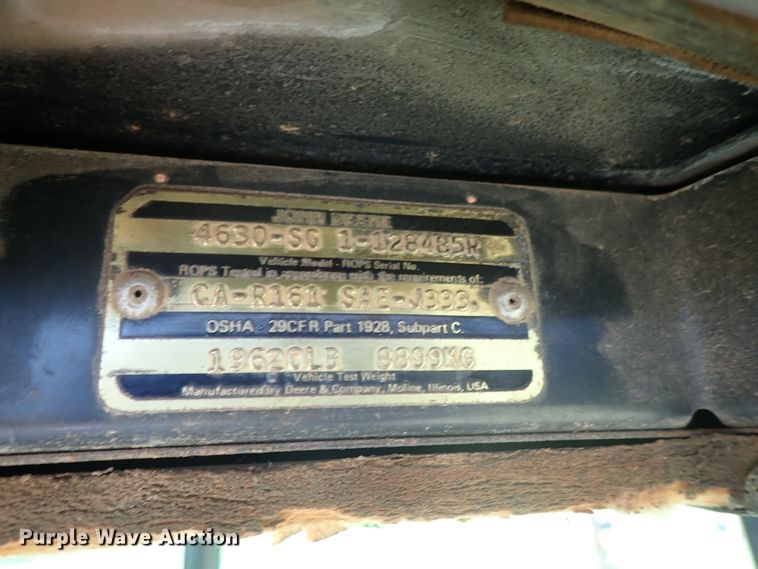 JOHN DEERE
4630-SG 1-128485R
Vehicle Model - ROPS Serial No.
ROPS Tested in accordance with the requirements of:
CA-R161 SAE-J333,
OSHA - 29CFR Part 1928, Subpart C.
19620LB 8899KG
Vehicle Test Weight
Manufactured by Deere & Company, Moline, Illinois, USA
Purple Wave Auction